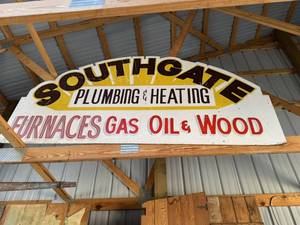 SOUTHGATE
PLUMBING & HEATING
FURNACES GAS OIL & WOOD